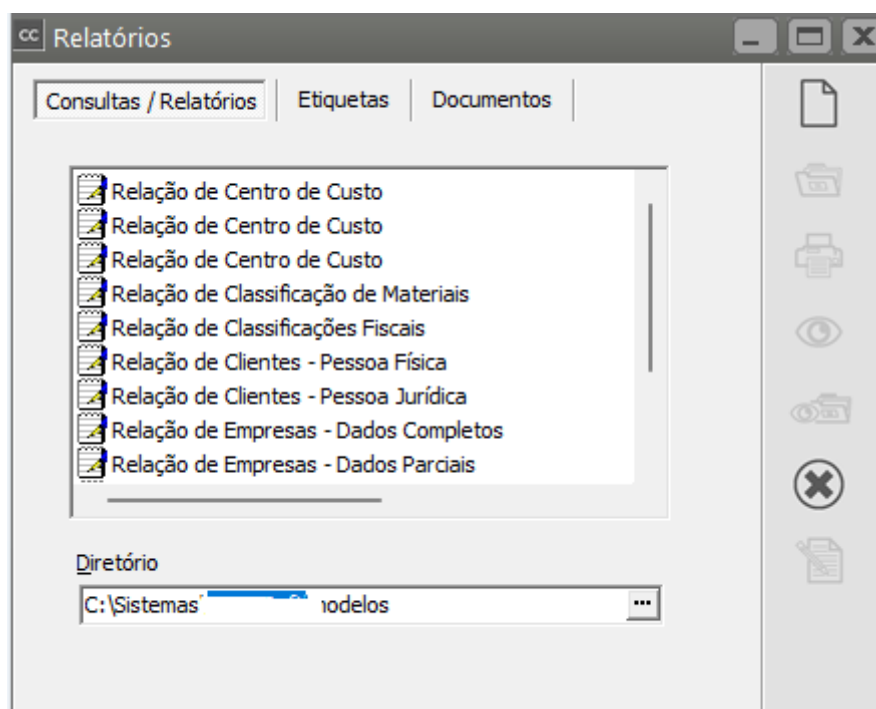 cc Relatórios
Consultas / Relatórios Etiquetas Documentos
Relação de Centro de Custo
Relação de Centro de Custo
Relação de Centro de Custo
Relação de Classificação de Materiais
Relação de Classificações Fiscais
Relação de Clientes - Pessoa Física
Relação de Clientes - Pessoa Jurídica
Relação de Empresas - Dados Completos
Relação de Empresas - Dados Parciais
Diretório
C:\Sistemas odelos ...